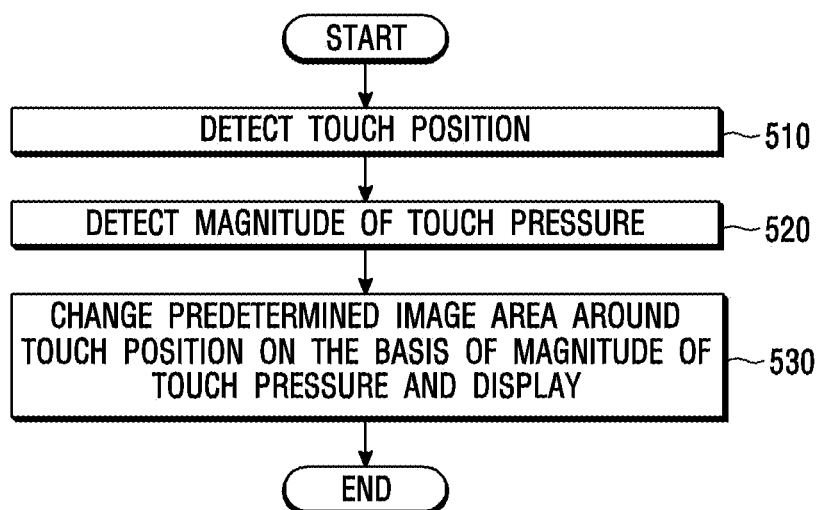 START
DETECT TOUCH POSITION
510
DETECT MAGNITUDE OF TOUCH PRESSURE
520
CHANGE PREDETERMINED IMAGE AREA AROUND
TOUCH POSITION ON THE BASIS OF MAGNITUDE OF
TOUCH PRESSURE AND DISPLAY
530
END